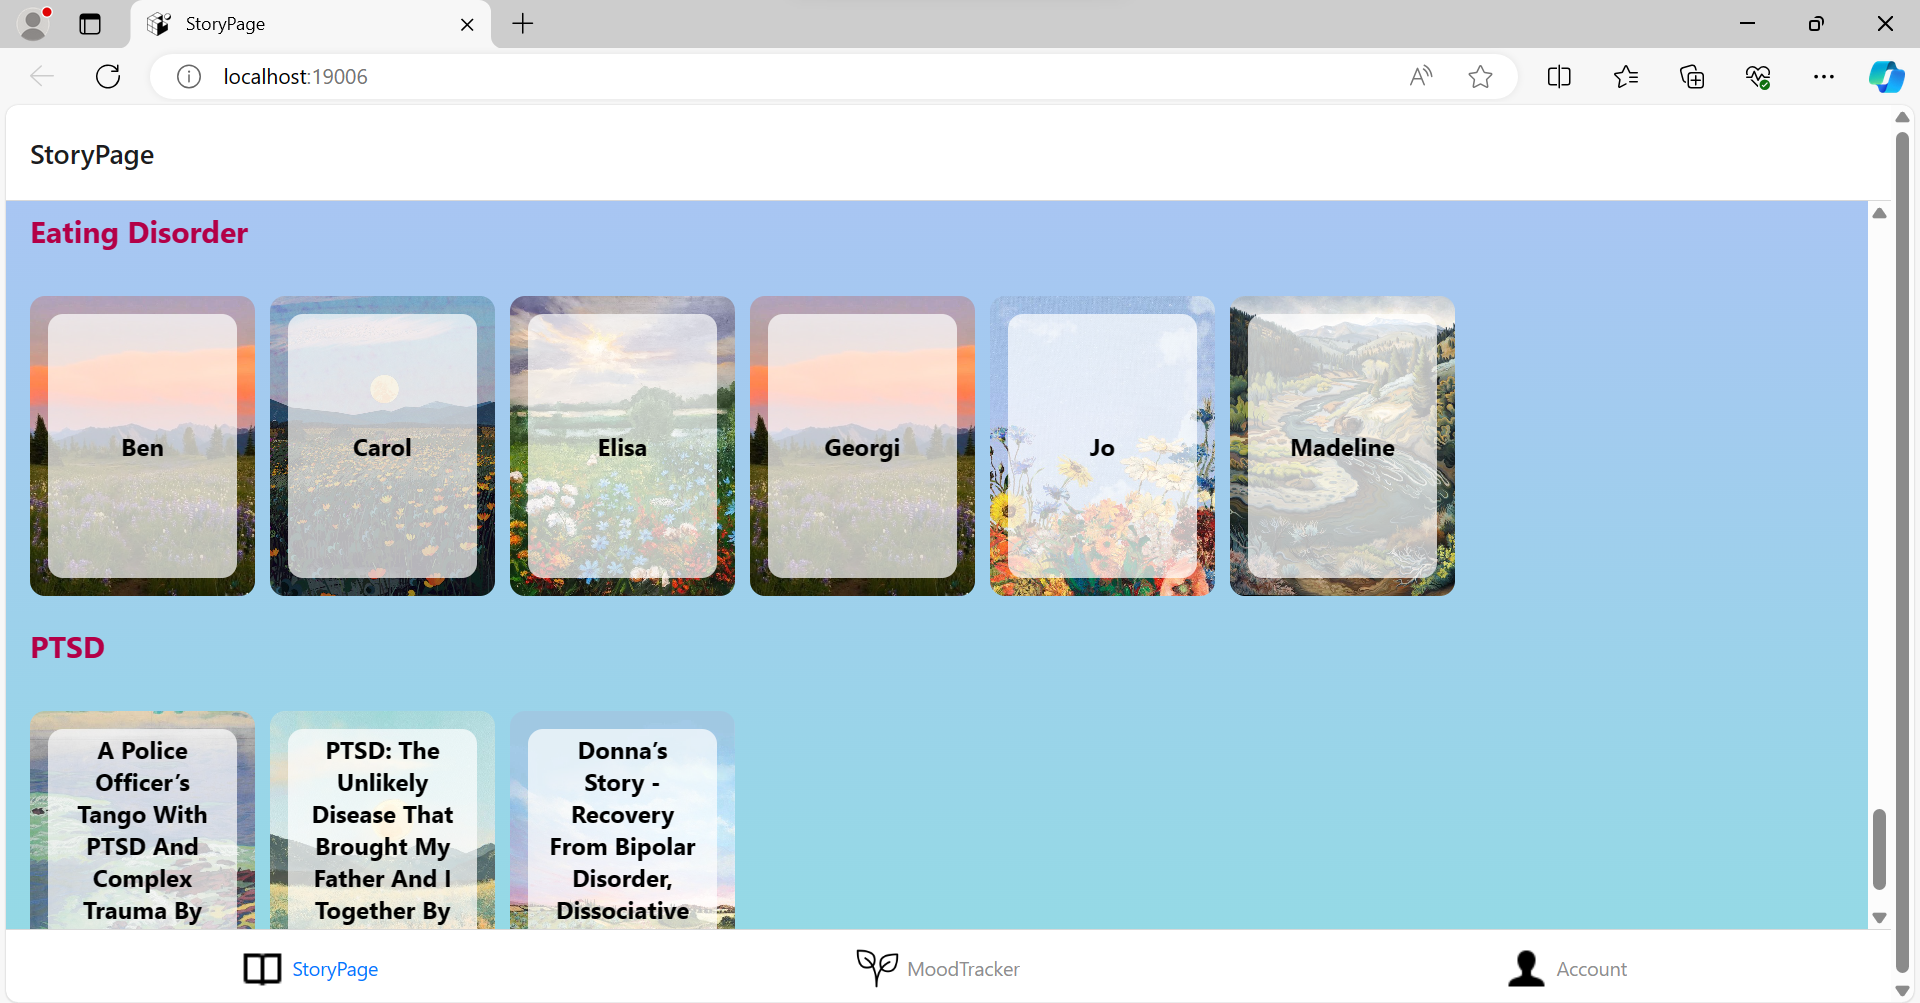 StoryPage
localhost:19006
StoryPage
Eating Disorder
Ben
Carol
Elisa
Georgi
Jo
Madeline
PTSD
A Police
Officer’s
Tango With
PTSD And
Complex
Trauma By
PTSD: The
Unlikely
Disease That
Brought My
Father And I
Together By
Donna’s
Story -
Recovery
From Bipolar
Disorder,
Dissociative
StoryPage
MoodTracker
Account